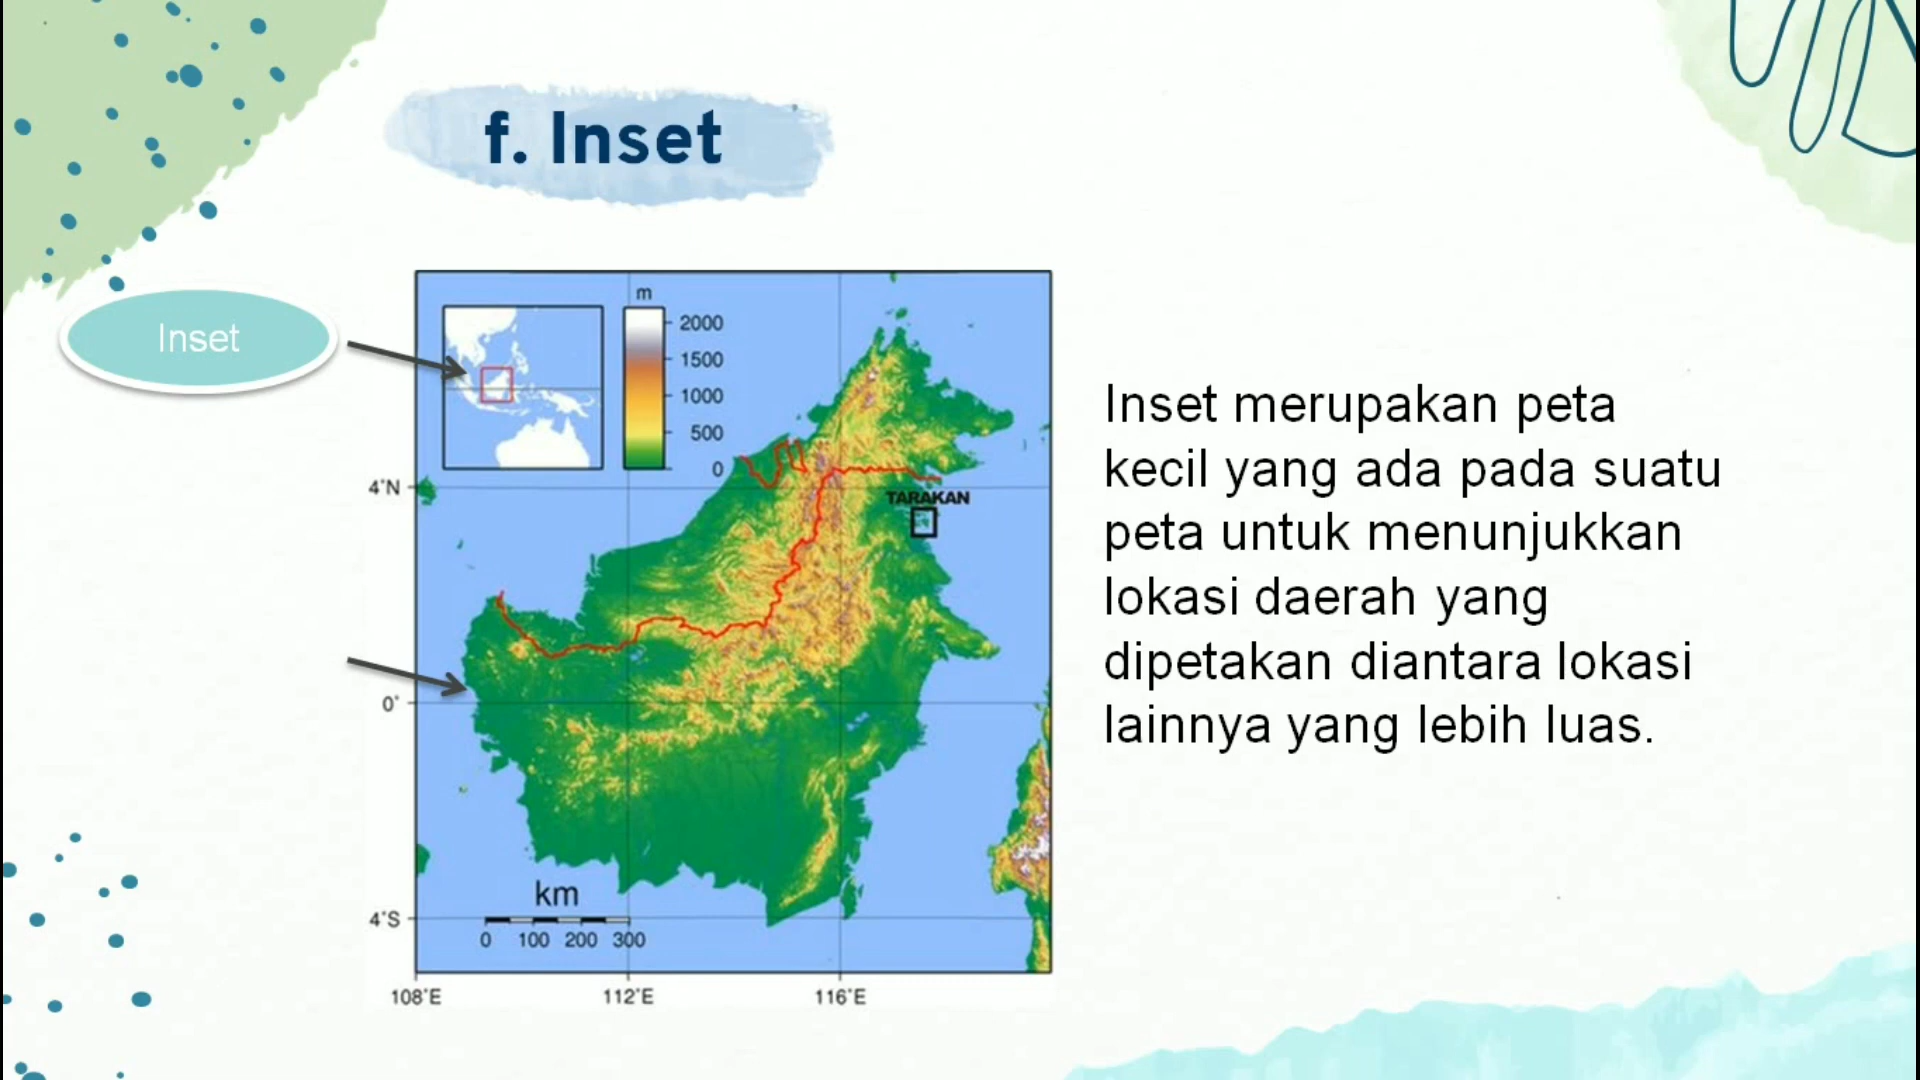 f. Inset
Inset
m
2000
1500
1000
500
0
4°N
TARAKAN
0°
km
4°S
0 100 200 300
108°E 112°E 116°E
Inset merupakan peta
kecil yang ada pada suatu
peta untuk menunjukkan
lokasi daerah yang
dipetakan diantara lokasi
lainnya yang lebih luas.